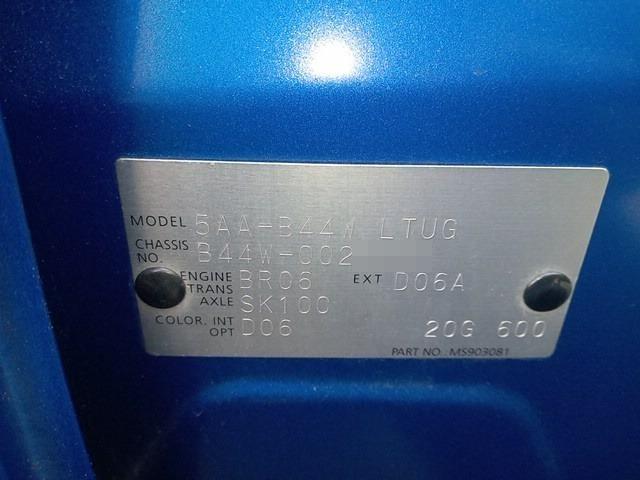 MODEL 5AA-B44W LTUG
CHASSIS NO. B44W-002
ENGINE BR06 EXT D06A
TRANS AXLE SK100
COLOR. INT D06
OPT 20G 600
PART NO. MS903081